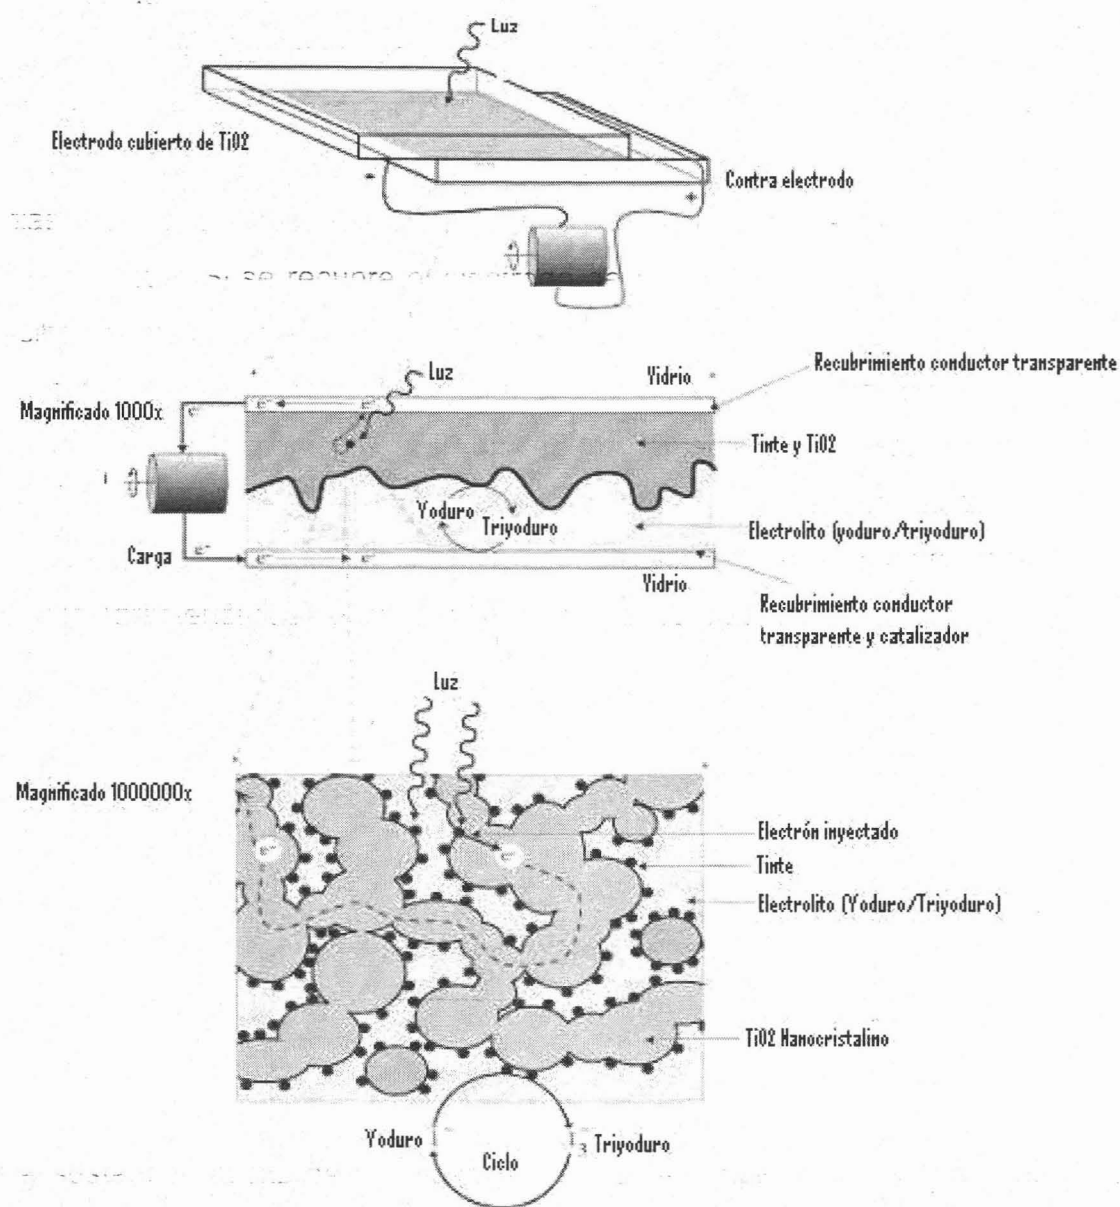 Luz
Electrodo cubierto de TiO2
-
Contra electrodo
+
se recubre
Luz
Vidrio
Recubrimiento conductor transparente
Magnificado 1000x
e-
e-
e-
Tinte y TiO2
Yoduro
Triyoduro
Electrolito (yoduro/triyoduro)
Carga
e-
e-
e-
Vidrio
Recubrimiento conductor
transparente y catalizador
Luz
Magnificado 1000000x
Electrón inyectado
Tinte
Electrolito (Yoduro/Triyoduro)
TiO2 Nanocristalino
Yoduro
Triyoduro
Ciclo